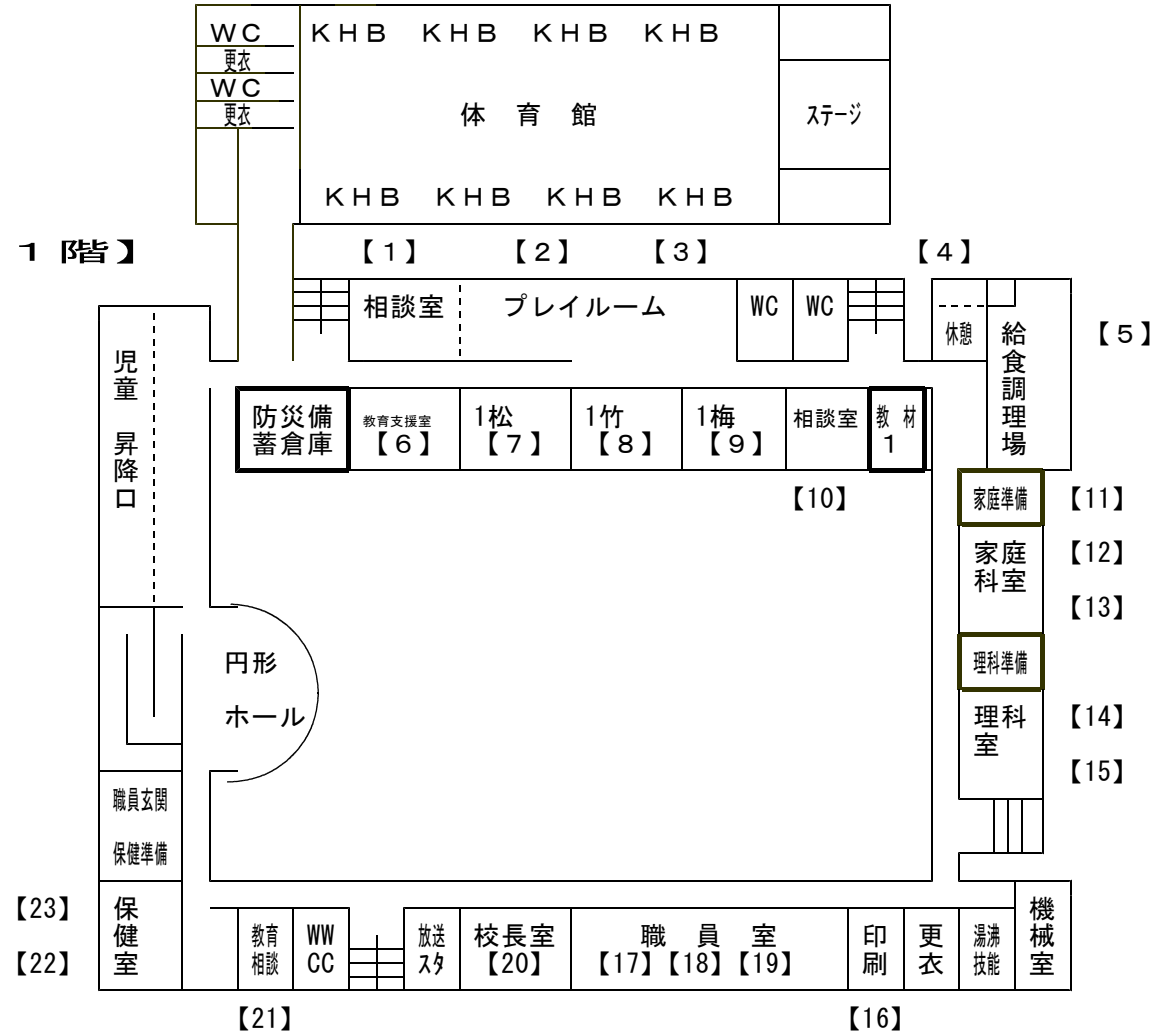 WC KHB KHB KHB KHB
更衣
WC
更衣
体 育 館 ステージ
KHB KHB KHB KHB
1 階】 【1】 【2】 【3】 【4】
相談室 プレイルーム WC WC
休憩
給食調理場
【5】
児童 昇降口
防災備
蓄倉庫
教育支援室
【6】
1松
【7】
1竹
【8】
1梅
【9】
相談室
教 材
1
【10】
家庭準備 【11】
家庭
科室
【12】
【13】
理科準備
理科
室
【14】
【15】
円形
ホール
職員玄関
保健準備
【23】
【22】
保健室
教育
相談
WW
CC
放送
スタ
校長室
【20】
職 員 室
【17】【18】【19】
印刷
更衣
湯沸
技能
機械室
【21】 【16】